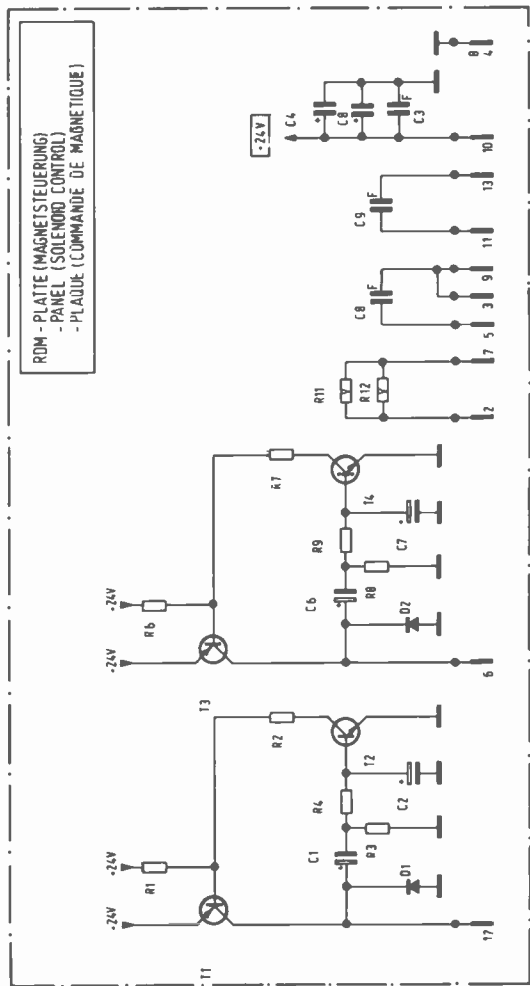 RDM - PLATTE (MAGNETSTEUERUNG)
- PANEL (SOLENOID CONTROL)
- PLAQUE (COMMANDE DE MAGNETIQUE)
+24V
+24V
R1
T1
R2
T2
R4
C1
R3
C2
D1
17
+24V
+24V
R6
T3
R7
T4
R9
C6
R8
C7
D2
6
R11
R12
2
7
C8
F
5
3
9
C9
F
11
13
-24V
C4
C8
C3
F
10
8
4